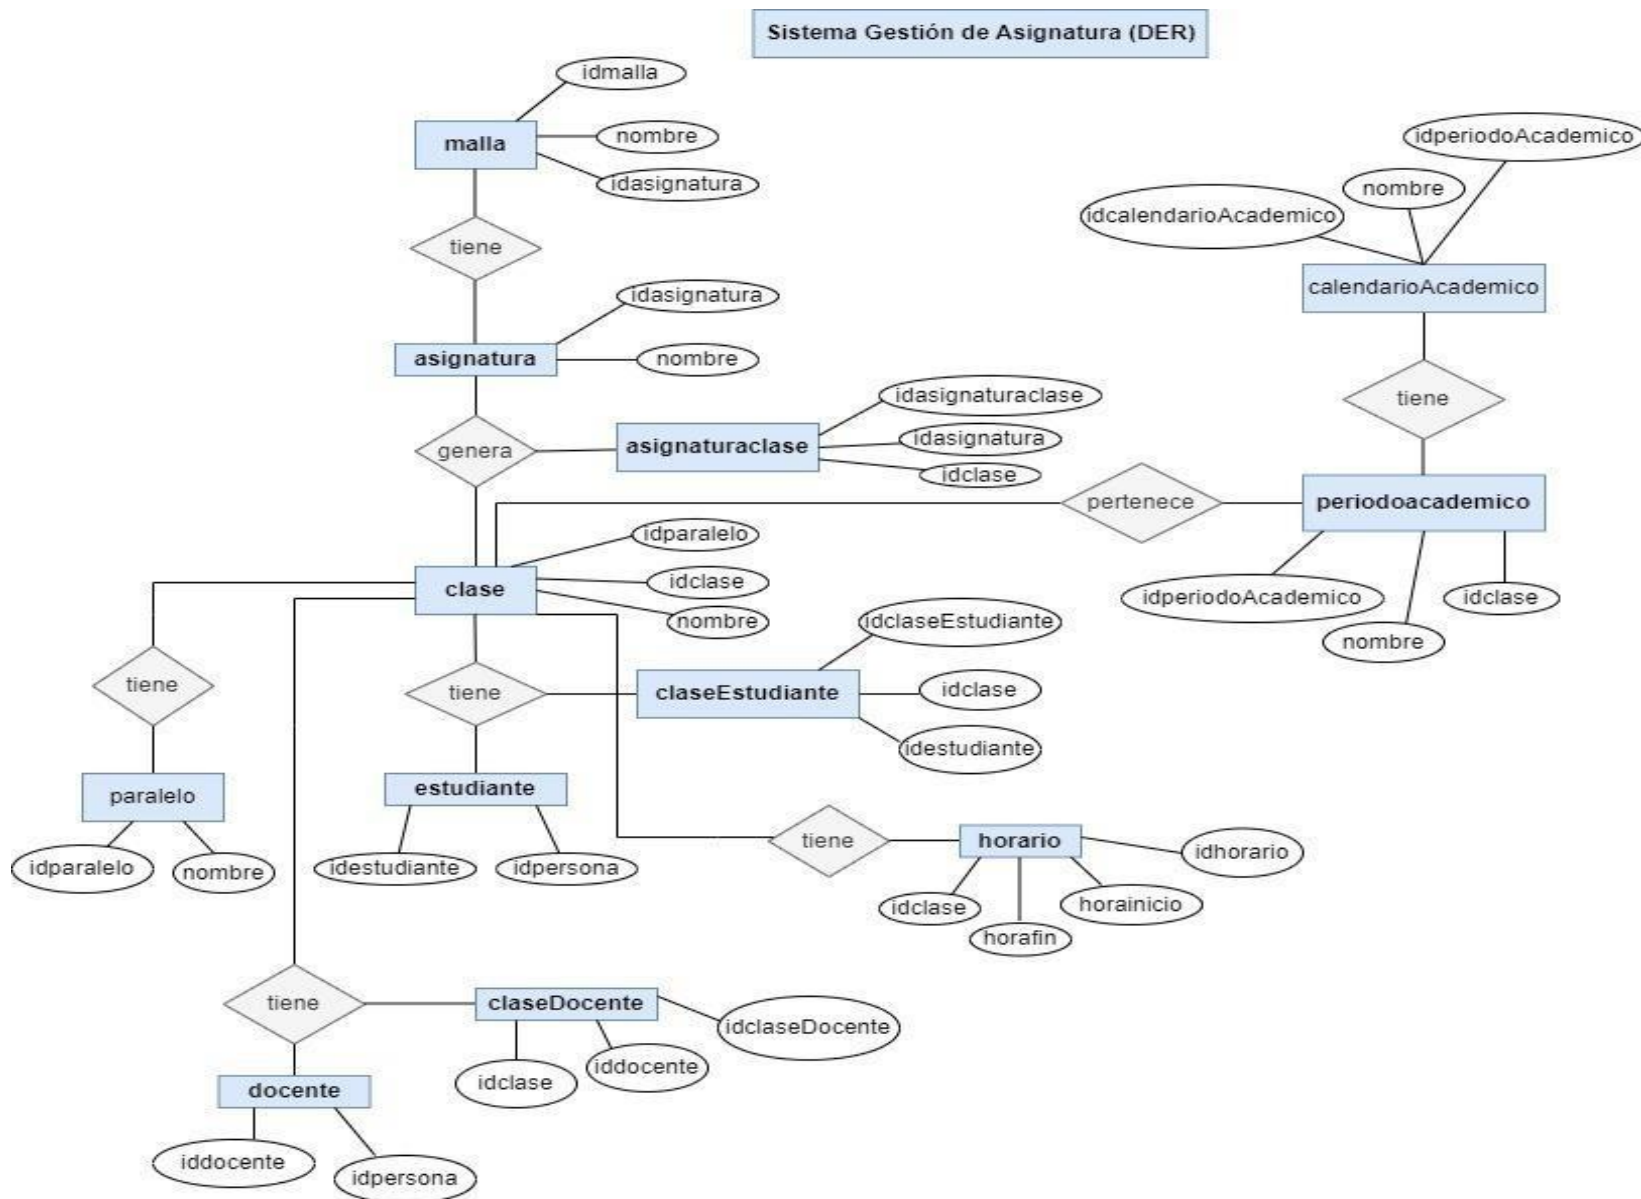 Sistema Gestión de Asignatura (DER)
idmalla
malla
nombre
idasignatura
tiene
idperiodoAcademico
nombre
idcalendarioAcademico
calendarioAcademico
idasignatura
asignatura
nombre
tiene
idasignaturaclase
genera
asignaturaclase
idasignatura
idclase
pertenece
periodoacademico
idperiodoAcademico
nombre
idclase
idparalelo
clase
idclase
nombre
idclaseEstudiante
tiene
tiene
claseEstudiante
idclase
idestudiante
paralelo
idparalelo
nombre
estudiante
idestudiante
idpersona
tiene
horario
idhorario
idclase
horainicio
horafin
tiene
claseDocente
idclaseDocente
idclase
iddocente
docente
iddocente
idpersona